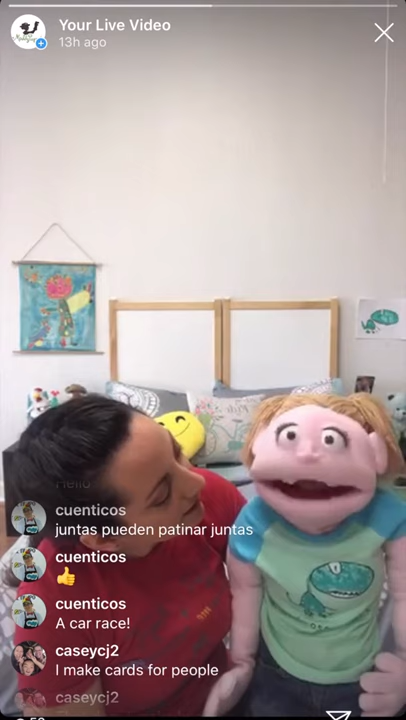 Your Live Video
13h ago
Hello
cuenticos
juntas pueden patinar juntas
cuenticos
👍
cuenticos
A car race!
caseycj2
I make cards for people
caseycj2